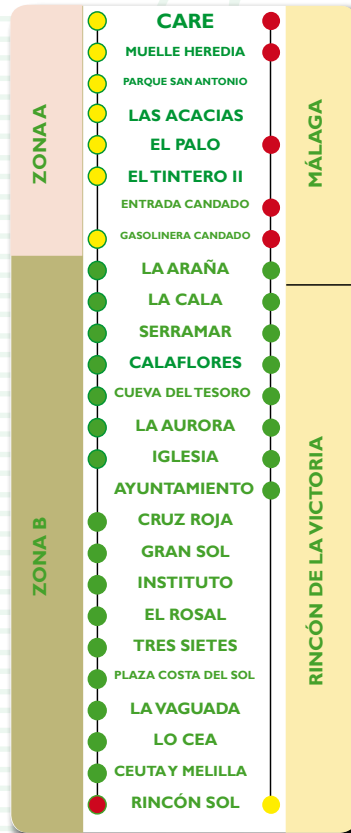 CARE
MUELLE HEREDIA
PARQUE SAN ANTONIO
LAS ACACIAS
EL PALO
EL TINTERO II
ENTRADA CANDADO
GASOLINERA CANDADO
LA ARAÑA
LA CALA
SERRAMAR
CALAFLORES
CUEVA DEL TESORO
LA AURORA
IGLESIA
AYUNTAMIENTO
CRUZ ROJA
GRAN SOL
INSTITUTO
EL ROSAL
TRES SIETES
PLAZA COSTA DEL SOL
LA VAGUADA
LO CEA
CEUTA Y MELILLA
RINCÓN SOL
ZONA A
ZONA B
MÁLAGA
RINCÓN DE LA VICTORIA